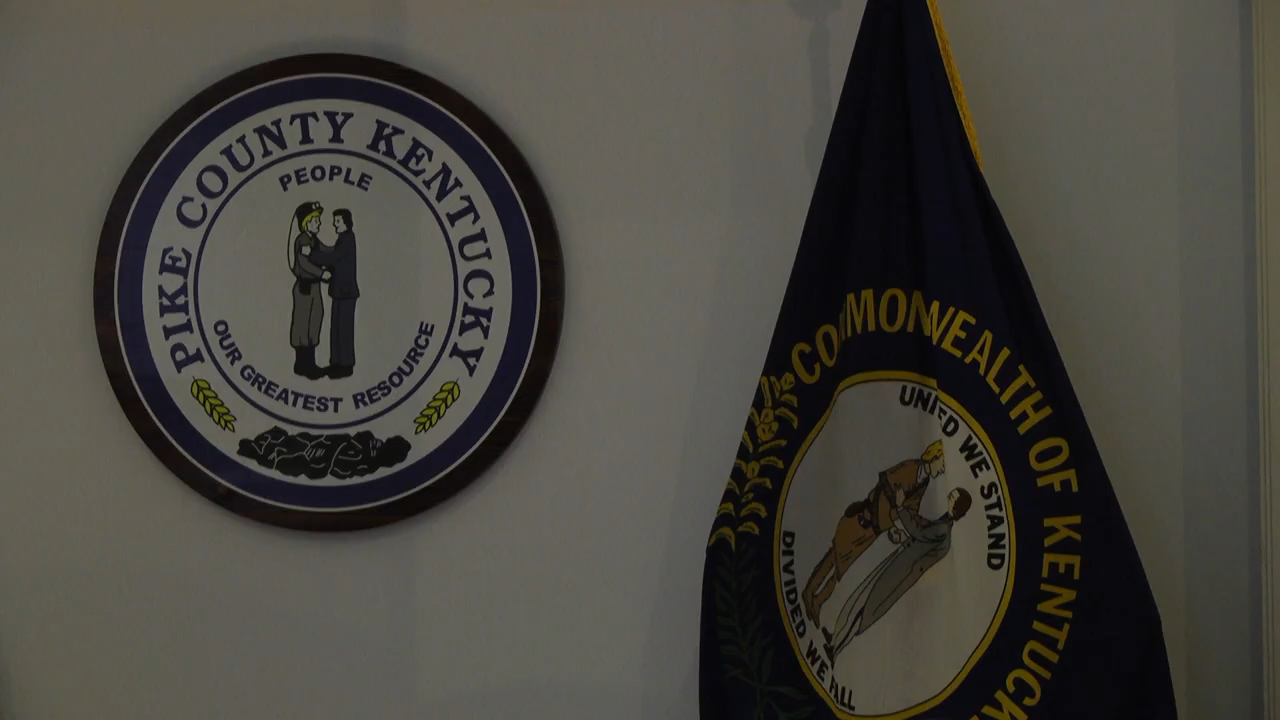 PIKE COUNTY KENTUCKY
PEOPLE
OUR GREATEST RESOURCE
COMMONWEALTH OF KENTUCK
UNITED WE STAND
DIVIDED WE FALL